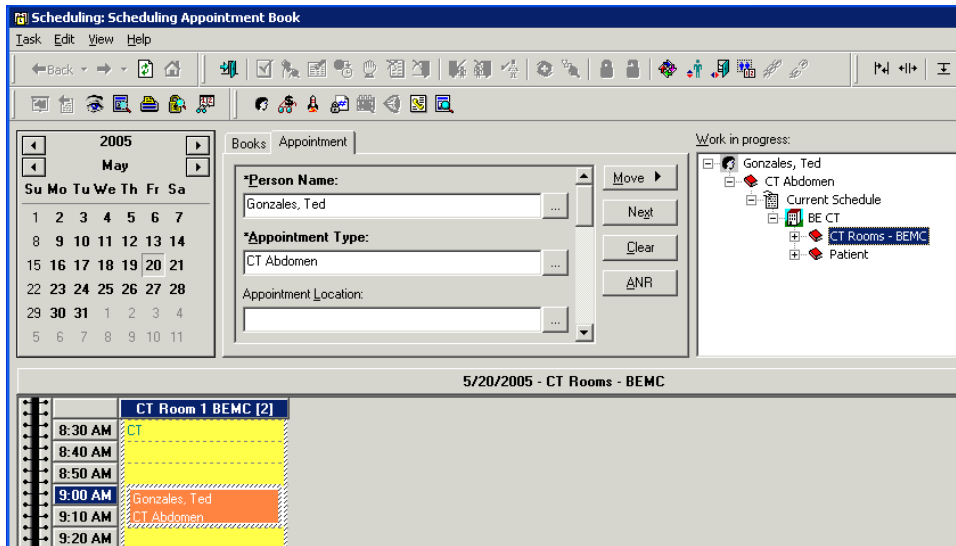 Scheduling: Scheduling Appointment Book
Task Edit View Help
Back
2005
May
Su Mo Tu We Th Fr Sa
1 2 3 4 5 6 7
8 9 10 11 12 13 14
15 16 17 18 19 20 21
22 23 24 25 26 27 28
29 30 31 1 2 3 4
5 6 7 8 9 10 11
Books Appointment
*Person Name:
Gonzales, Ted
...
*Appointment Type:
CT Abdomen
...
Appointment Location:
...
Move
Next
Clear
ANR
Work in progress:
Gonzales, Ted
CT Abdomen
Current Schedule
BE CT
CT Rooms - BEMC
Patient
5/20/2005 - CT Rooms - BEMC
CT Room 1 BEMC [2]
8:30 AM CT
8:40 AM
8:50 AM
9:00 AM Gonzales, Ted
9:10 AM CT Abdomen
9:20 AM